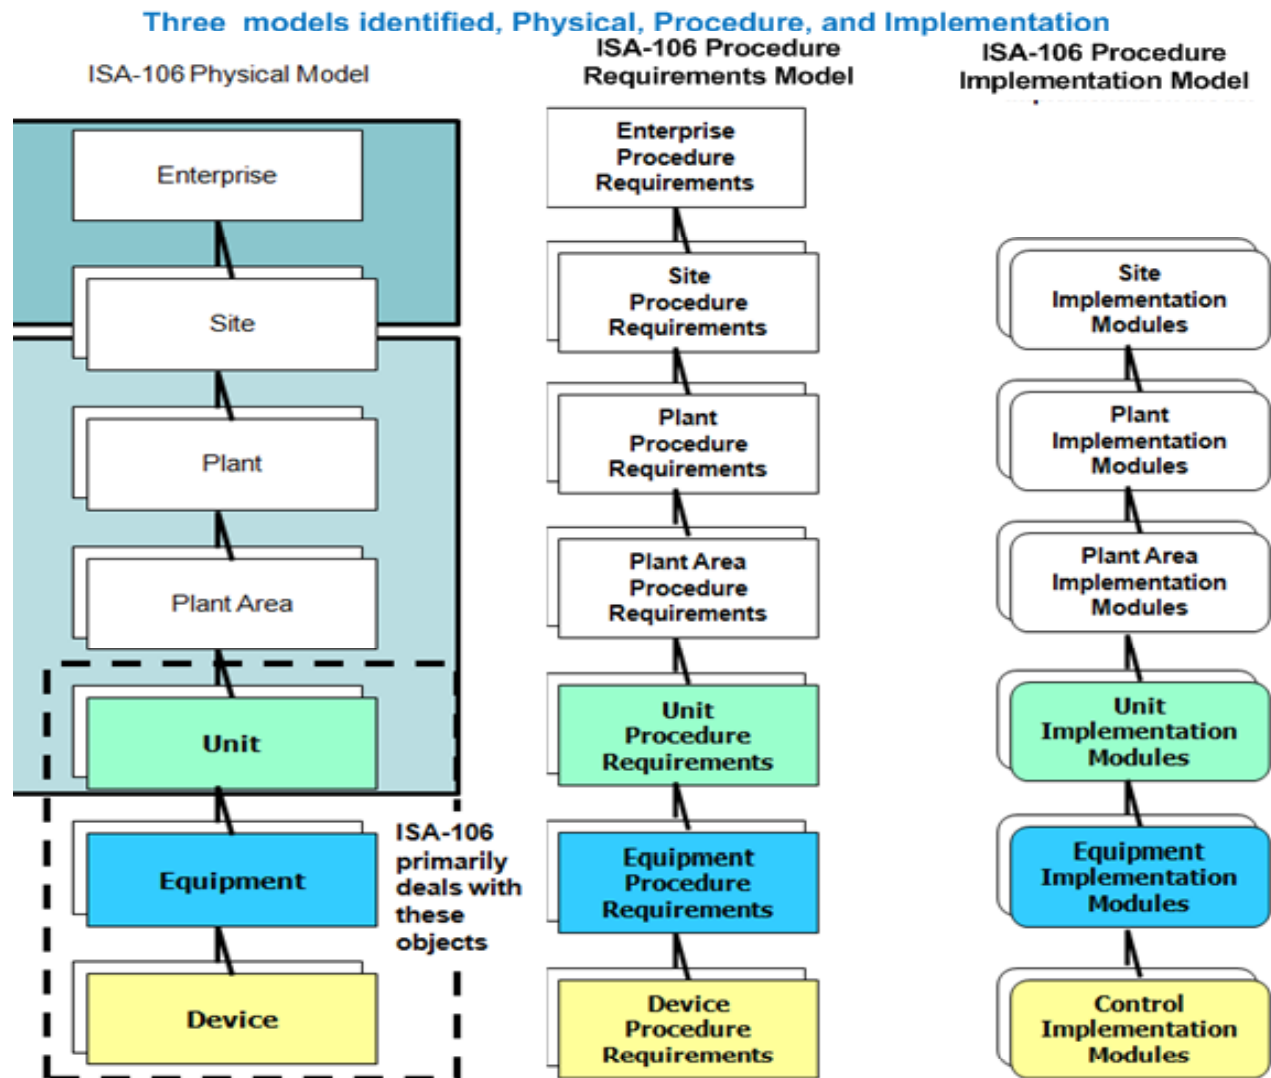 Three models identified, Physical, Procedure, and Implementation
ISA-106 Physical Model
Enterprise
Site
Plant
Plant Area
Unit
Equipment
Device
ISA-106
primarily
deals with
these
objects
ISA-106 Procedure
Requirements Model
Enterprise
Procedure
Requirements
Site
Procedure
Requirements
Plant
Procedure
Requirements
Plant Area
Procedure
Requirements
Unit
Procedure
Requirements
Equipment
Procedure
Requirements
Device
Procedure
Requirements
ISA-106 Procedure
Implementation Model
Site
Implementation
Modules
Plant
Implementation
Modules
Plant Area
Implementation
Modules
Unit
Implementation
Modules
Equipment
Implementation
Modules
Control
Implementation
Modules